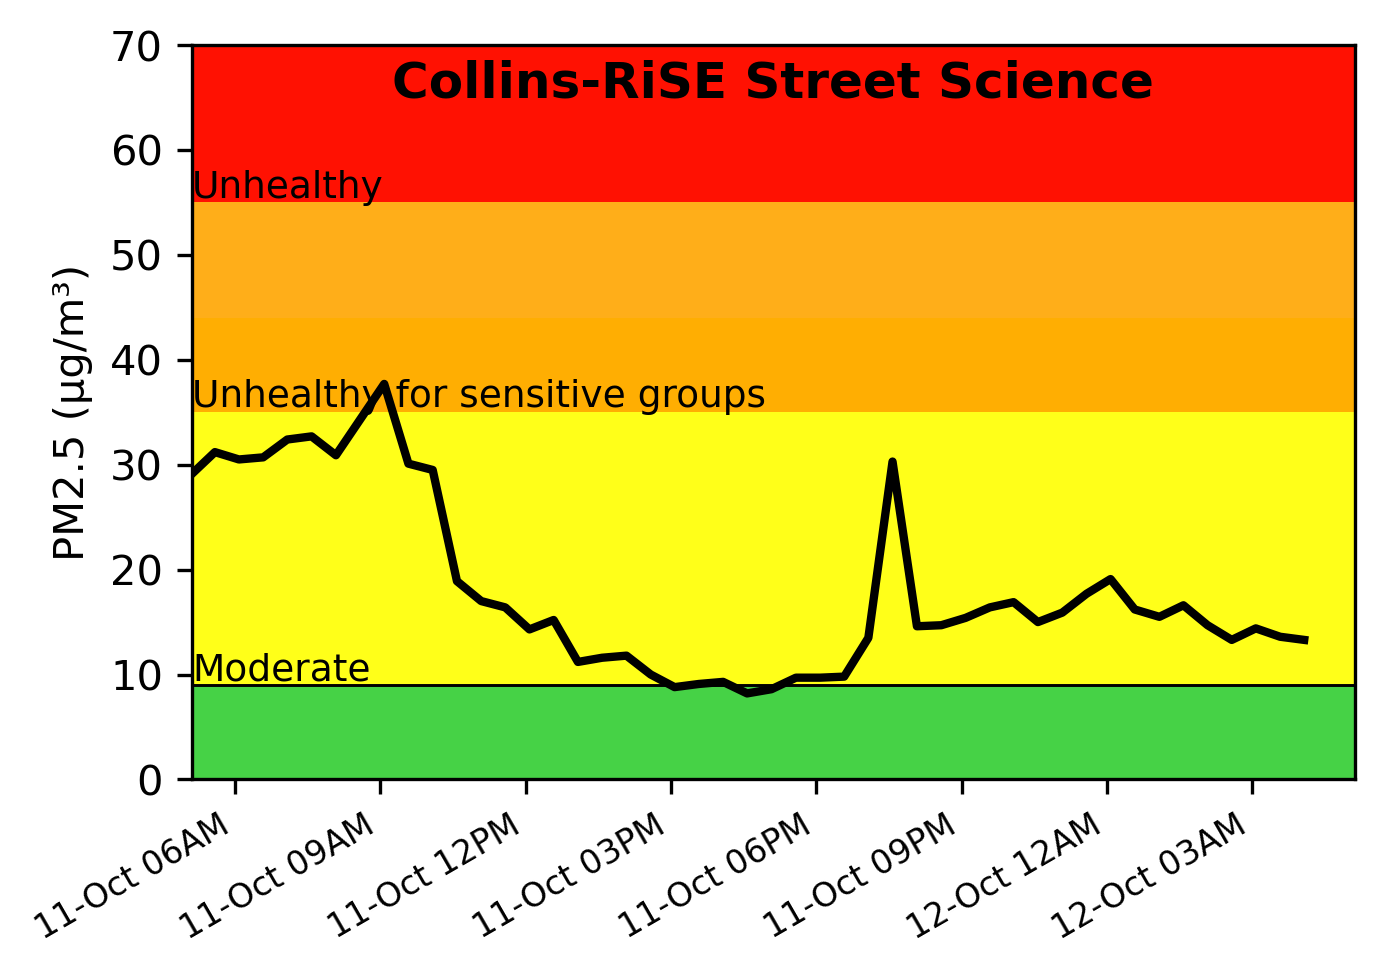 Collins-RiSE Street Science
70
60
Unhealthy
50
40
Unhealthy for sensitive groups
30
20
10
Moderate
0
PM2.5 (µg/m³)
11-Oct 06AM
11-Oct 09AM
11-Oct 12PM
11-Oct 03PM
11-Oct 06PM
11-Oct 09PM
12-Oct 12AM
12-Oct 03AM